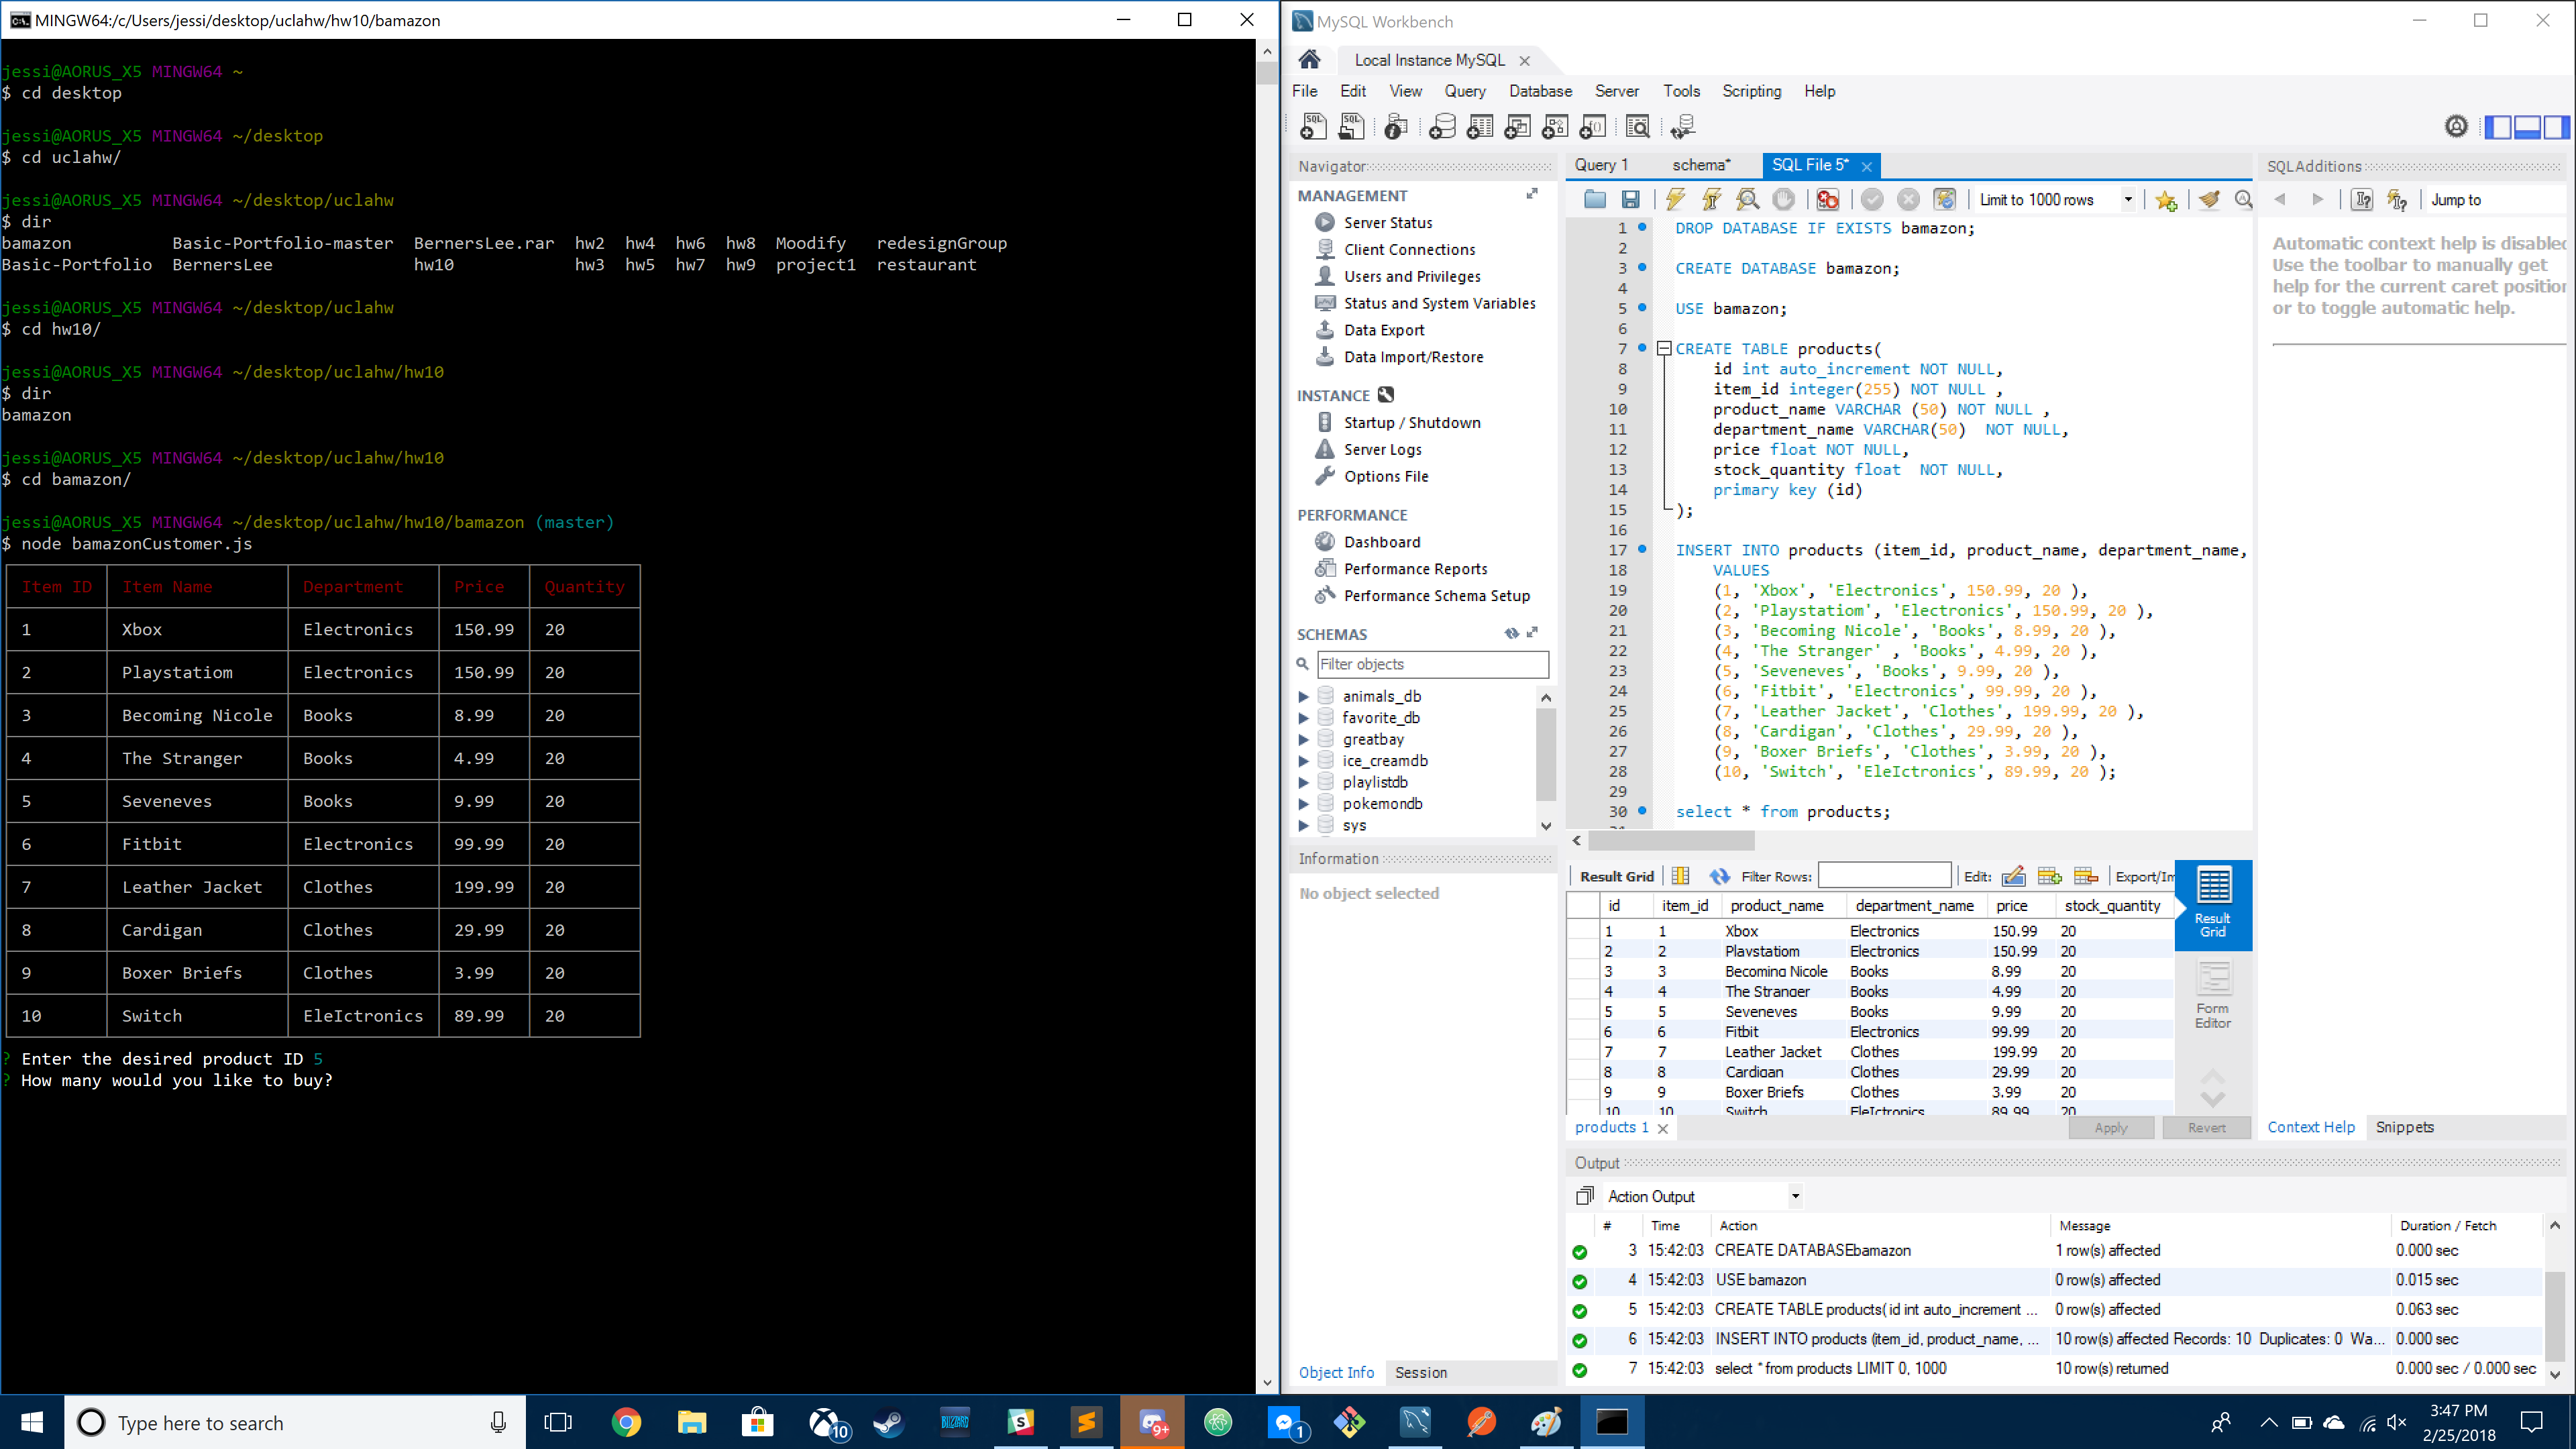 MINGW64:/c/Users/jessi/desktop/uclahw/hw10/bamazon
jessi@AORUS_X5 MINGW64 ~
$ cd desktop
jessi@AORUS_X5 MINGW64 ~/desktop
$ cd uclahw/
jessi@AORUS_X5 MINGW64 ~/desktop/uclahw
$ dir
bamazon Basic-Portfolio-master BernersLee.rar hw2 hw4 hw6 hw8 Moodify redesignGroup
Basic-Portfolio BernersLee hw10 hw3 hw5 hw7 hw9 project1 restaurant
jessi@AORUS_X5 MINGW64 ~/desktop/uclahw
$ cd hw10/
jessi@AORUS_X5 MINGW64 ~/desktop/uclahw/hw10
$ dir
bamazon
jessi@AORUS_X5 MINGW64 ~/desktop/uclahw/hw10
$ cd bamazon/
jessi@AORUS_X5 MINGW64 ~/desktop/uclahw/hw10/bamazon (master)
$ node bamazonCustomer.js
Item ID Item Name Department Price Quantity
1 Xbox Electronics 150.99 20
2 Playstatiom Electronics 150.99 20
3 Becoming Nicole Books 8.99 20
4 The Stranger Books 4.99 20
5 Seveneves Books 9.99 20
6 Fitbit Electronics 99.99 20
7 Leather Jacket Clothes 199.99 20
8 Cardigan Clothes 29.99 20
9 Boxer Briefs Clothes 3.99 20
10 Switch EleIctronics 89.99 20
? Enter the desired product ID 5
? How many would you like to buy?
MySQL Workbench
Local Instance MySQL
File Edit View Query Database Server Tools Scripting Help
Navigator
MANAGEMENT
Server Status
Client Connections
Users and Privileges
Status and System Variables
Data Export
Data Import/Restore
INSTANCE
Startup / Shutdown
Server Logs
Options File
PERFORMANCE
Dashboard
Performance Reports
Performance Schema Setup
SCHEMAS
Filter objects
animals_db
favorite_db
greatbay
ice_creamdb
playlistdb
pokemondb
sys
Information
No object selected
Object Info Session
Query 1 schema* SQL File 5*
Limit to 1000 rows
1 DROP DATABASE IF EXISTS bamazon;
2
3 CREATE DATABASE bamazon;
4
5 USE bamazon;
6
7 CREATE TABLE products(
8 id int auto_increment NOT NULL,
9 item_id integer(255) NOT NULL ,
10 product_name VARCHAR (50) NOT NULL ,
11 department_name VARCHAR(50) NOT NULL,
12 price float NOT NULL,
13 stock_quantity float NOT NULL,
14 primary key (id)
15 );
16
17 INSERT INTO products (item_id, product_name, department_name,
18 VALUES
19 (1, 'Xbox', 'Electronics', 150.99, 20 ),
20 (2, 'Playstatiom', 'Electronics', 150.99, 20 ),
21 (3, 'Becoming Nicole', 'Books', 8.99, 20 ),
22 (4, 'The Stranger' , 'Books', 4.99, 20 ),
23 (5, 'Seveneves', 'Books', 9.99, 20 ),
24 (6, 'Fitbit', 'Electronics', 99.99, 20 ),
25 (7, 'Leather Jacket', 'Clothes', 199.99, 20 ),
26 (8, 'Cardigan', 'Clothes', 29.99, 20 ),
27 (9, 'Boxer Briefs', 'Clothes', 3.99, 20 ),
28 (10, 'Switch', 'EleIctronics', 89.99, 20 );
29
30 select * from products;
Result Grid Filter Rows: Edit: Export/Im
id item_id product_name department_name price stock_quantity
1 1 Xbox Electronics 150.99 20
2 2 Playstatiom Electronics 150.99 20
3 3 Becoming Nicole Books 8.99 20
4 4 The Stranger Books 4.99 20
5 5 Seveneves Books 9.99 20
6 6 Fitbit Electronics 99.99 20
7 7 Leather Jacket Clothes 199.99 20
8 8 Cardigan Clothes 29.99 20
9 9 Boxer Briefs Clothes 3.99 20
10 10 Switch EleIctronics 89.99 20
Result
Grid
Form
Editor
products 1 Apply Revert
SQLAdditions
Jump to
Automatic context help is disabled
Use the toolbar to manually get
help for the current caret position
or to toggle automatic help.
Context Help Snippets
Output
Action Output
# Time Action Message Duration / Fetch
3 15:42:03 CREATE DATABASEbamazon 1 row(s) affected 0.000 sec
4 15:42:03 USE bamazon 0 row(s) affected 0.015 sec
5 15:42:03 CREATE TABLE products( id int auto_increment ... 0 row(s) affected 0.063 sec
6 15:42:03 INSERT INTO products (item_id, product_name, ... 10 row(s) affected Records: 10 Duplicates: 0 Wa... 0.000 sec
7 15:42:03 select * from products LIMIT 0, 1000 10 row(s) returned 0.000 sec / 0.000 sec
Type here to search
10
BLIZZARD
9+
1
3:47 PM
2/25/2018